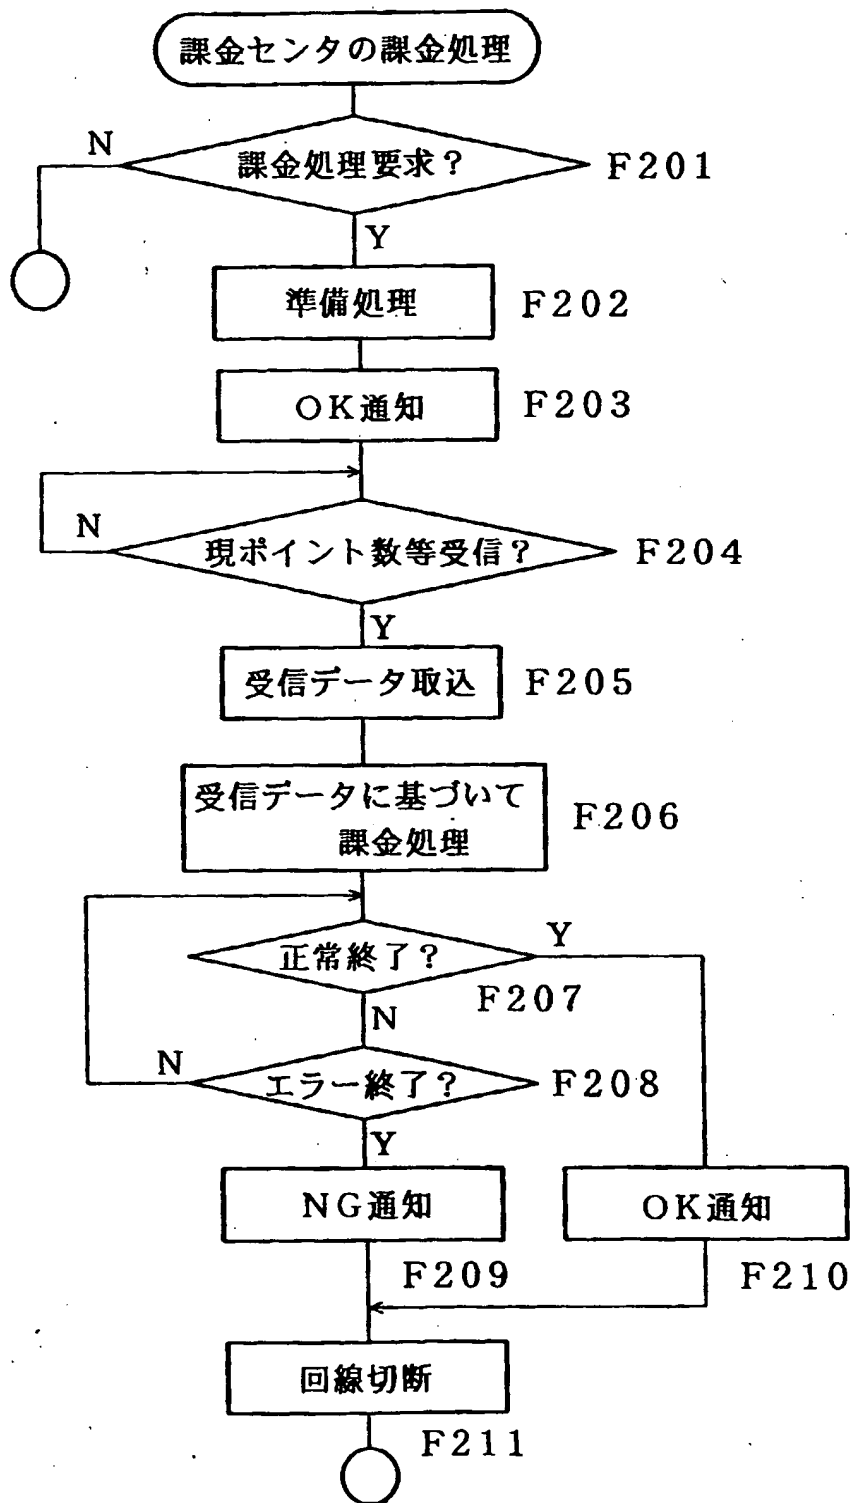 課金センタの課金処理
N
課金処理要求?
F201
Y
準備処理
F202
OK通知
F203
N
現ポイント数等受信?
F204
Y
受信データ取込
F205
受信データに基づいて
課金処理
F206
正常終了?
Y
F207
N
N
エラー終了?
F208
Y
NG通知
OK通知
F209
F210
回線切断
F211